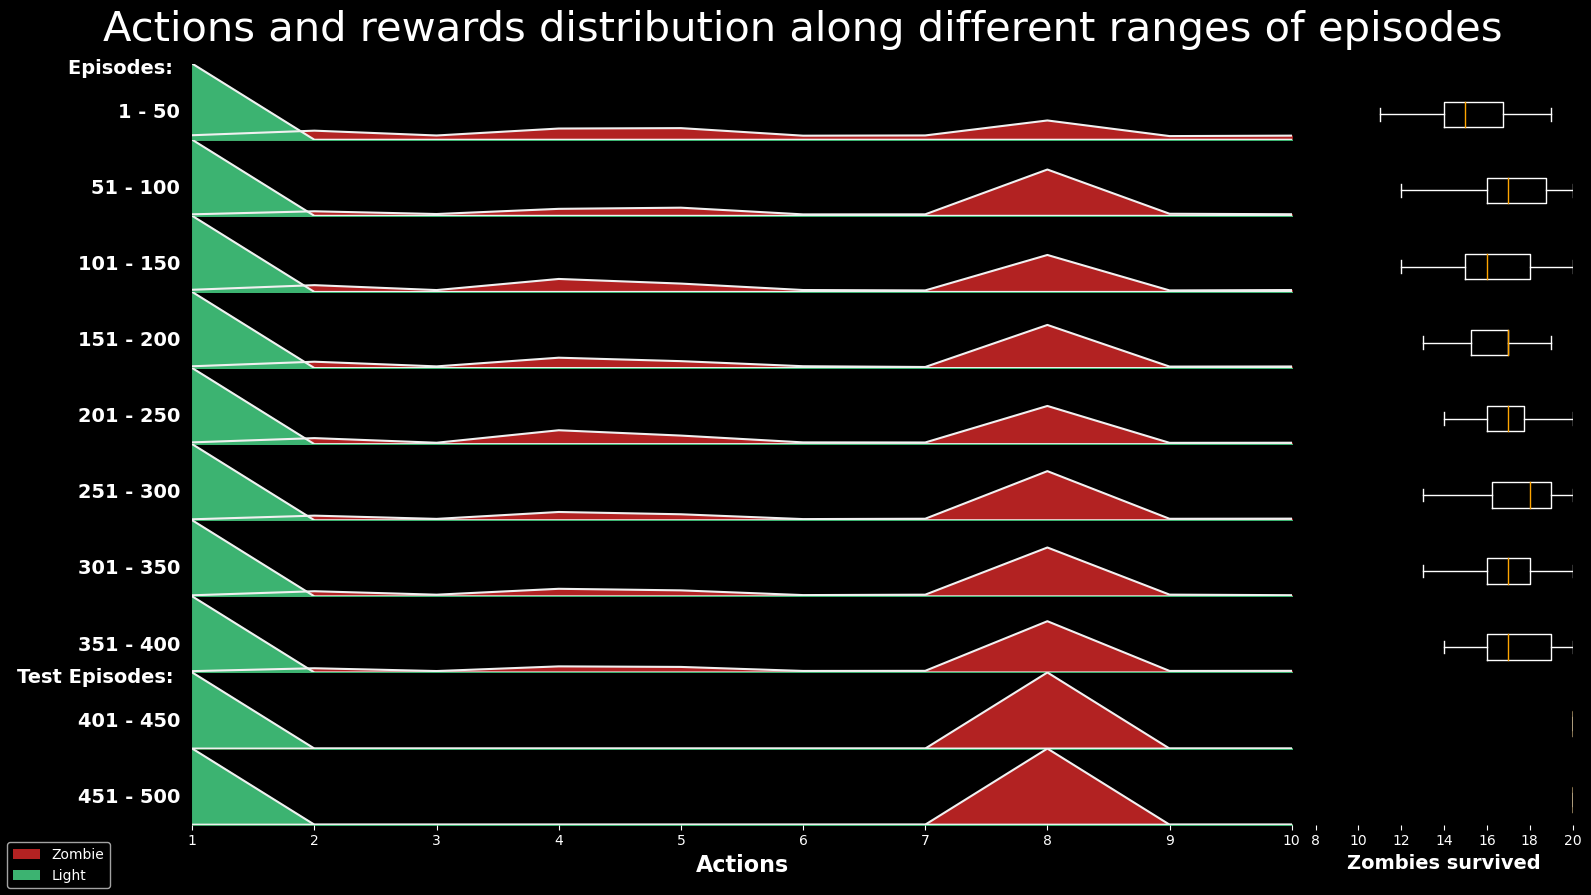 Actions and rewards distribution along different ranges of episodes
Episodes:
1 - 50
51 - 100
101 - 150
151 - 200
201 - 250
251 - 300
301 - 350
351 - 400
Test Episodes:
401 - 450
451 - 500
1 2 3 4 5 6 7 8 9 10
8 10 12 14 16 18 20
Actions
Zombies survived
Zombie
Light